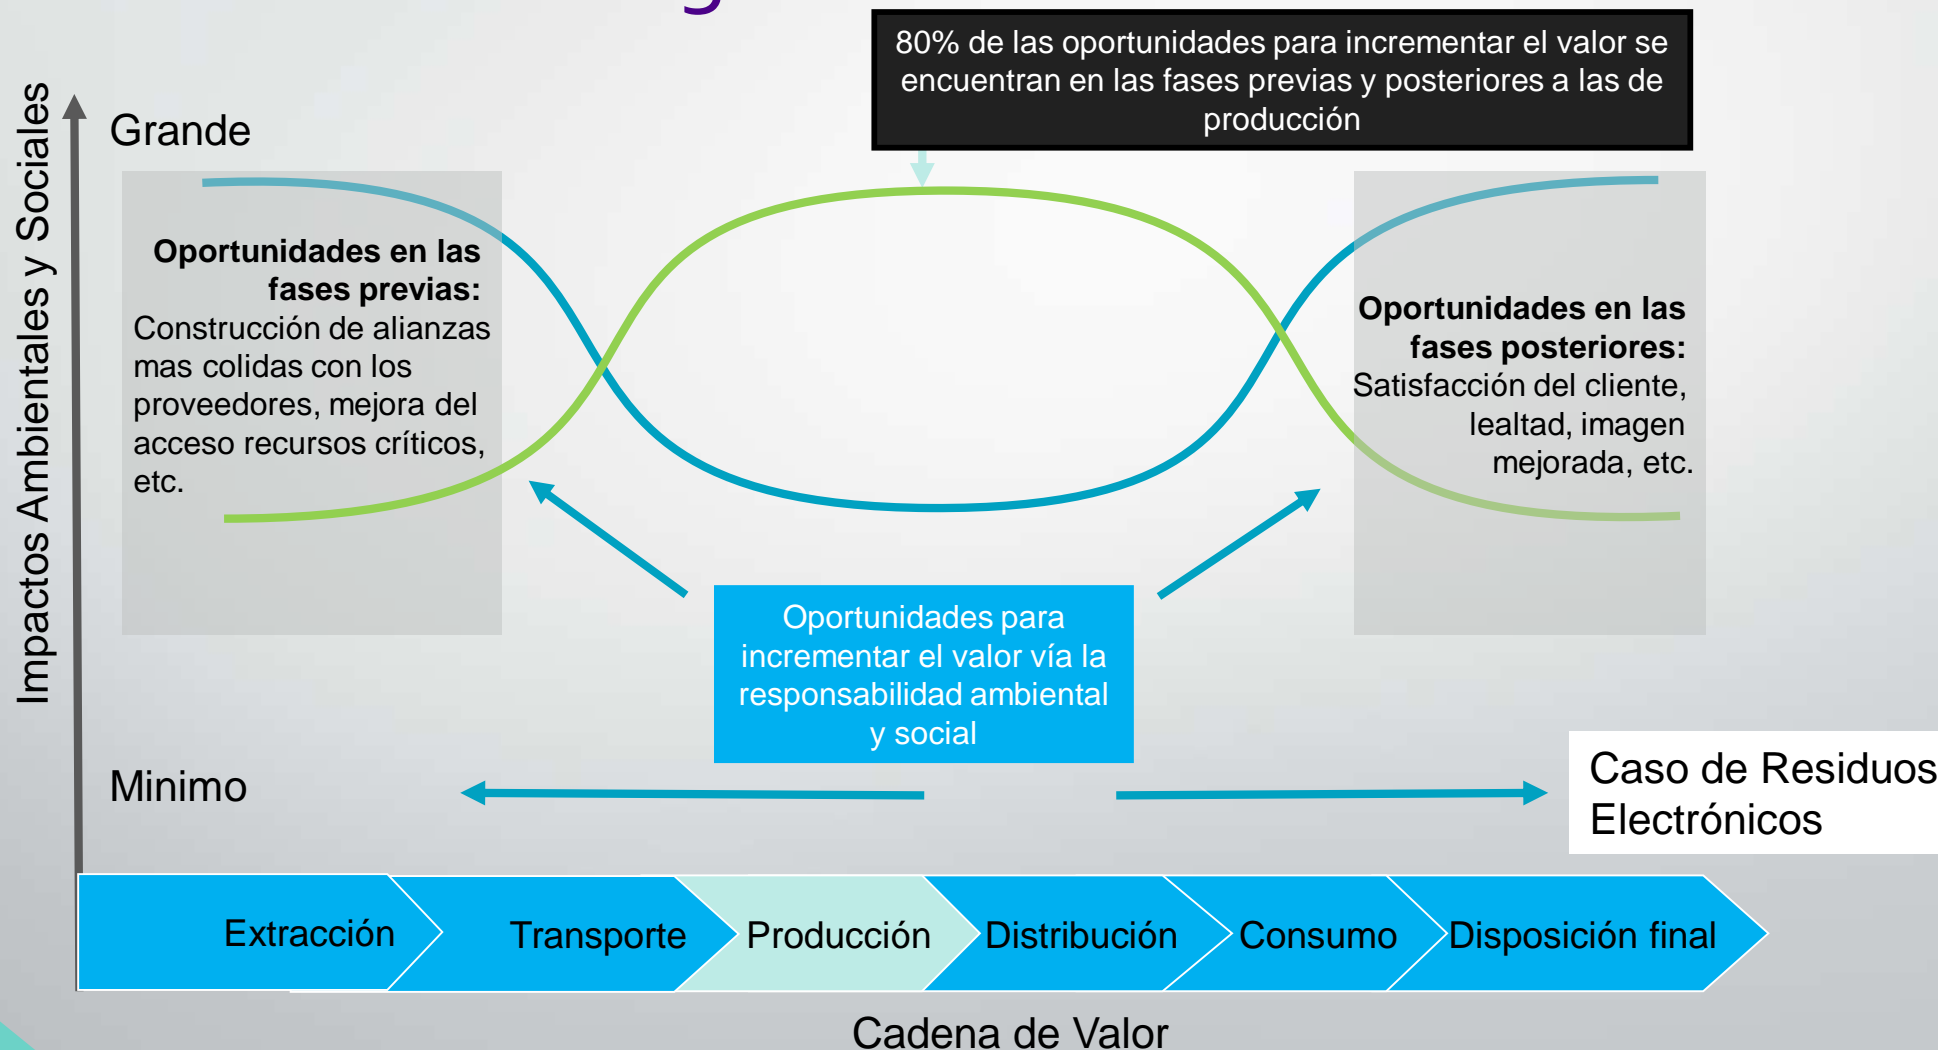 80% de las oportunidades para incrementar el valor se
encuentran en las fases previas y posteriores a las de
producción
Impactos Ambientales y Sociales
Grande
Oportunidades en las
fases previas:
Construcción de alianzas
mas colidas con los
proveedores, mejora del
acceso recursos críticos,
etc.
Oportunidades en las
fases posteriores:
Satisfacción del cliente,
lealtad, imagen
mejorada, etc.
Oportunidades para
incrementar el valor vía la
responsabilidad ambiental
y social
Minimo
Caso de Residuos
Electrónicos
Extracción
Transporte
Producción
Distribución
Consumo
Disposición final
Cadena de Valor